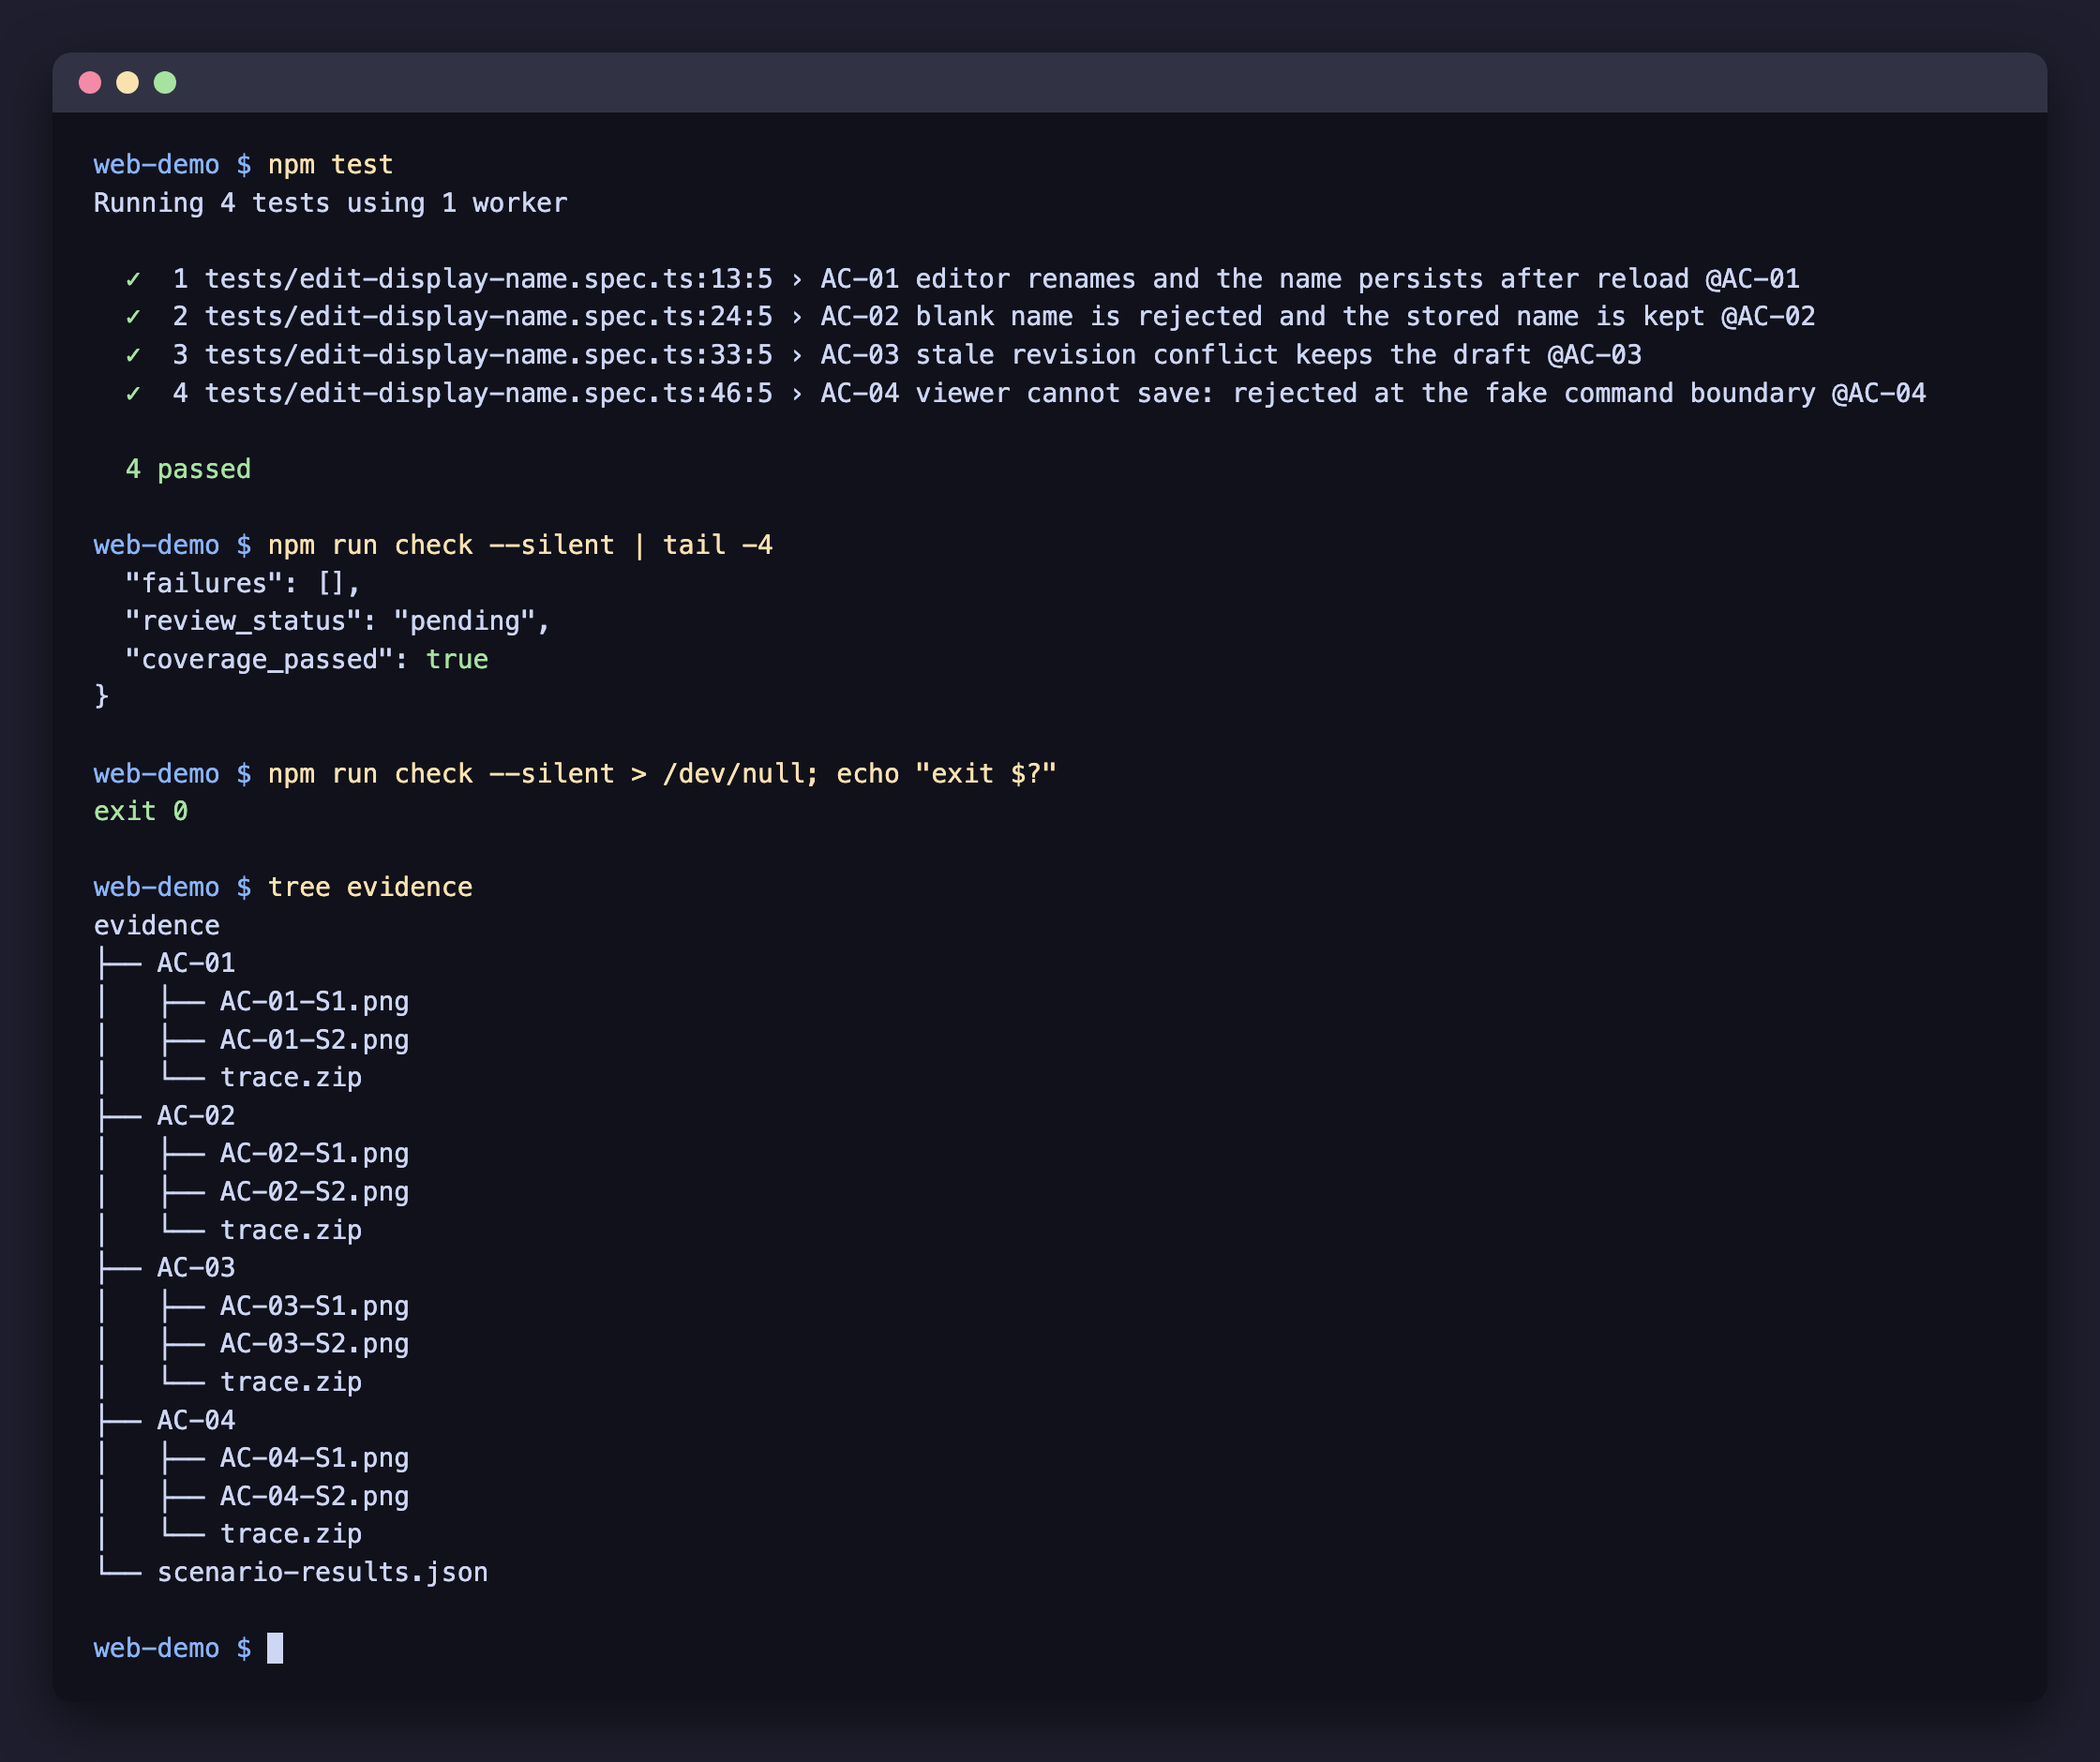 web-demo $ npm test
Running 4 tests using 1 worker
✓  1 tests/edit-display-name.spec.ts:13:5 › AC-01 editor renames and the name persists after reload @AC-01
✓  2 tests/edit-display-name.spec.ts:24:5 › AC-02 blank name is rejected and the stored name is kept @AC-02
✓  3 tests/edit-display-name.spec.ts:33:5 › AC-03 stale revision conflict keeps the draft @AC-03
✓  4 tests/edit-display-name.spec.ts:46:5 › AC-04 viewer cannot save: rejected at the fake command boundary @AC-04
4 passed
web-demo $ npm run check --silent | tail -4
  "failures": [],
  "review_status": "pending",
  "coverage_passed": true
}
web-demo $ npm run check --silent > /dev/null; echo "exit $?"
exit 0
web-demo $ tree evidence
evidence
├── AC-01
│   ├── AC-01-S1.png
│   ├── AC-01-S2.png
│   └── trace.zip
├── AC-02
│   ├── AC-02-S1.png
│   ├── AC-02-S2.png
│   └── trace.zip
├── AC-03
│   ├── AC-03-S1.png
│   ├── AC-03-S2.png
│   └── trace.zip
├── AC-04
│   ├── AC-04-S1.png
│   ├── AC-04-S2.png
│   └── trace.zip
└── scenario-results.json
web-demo $